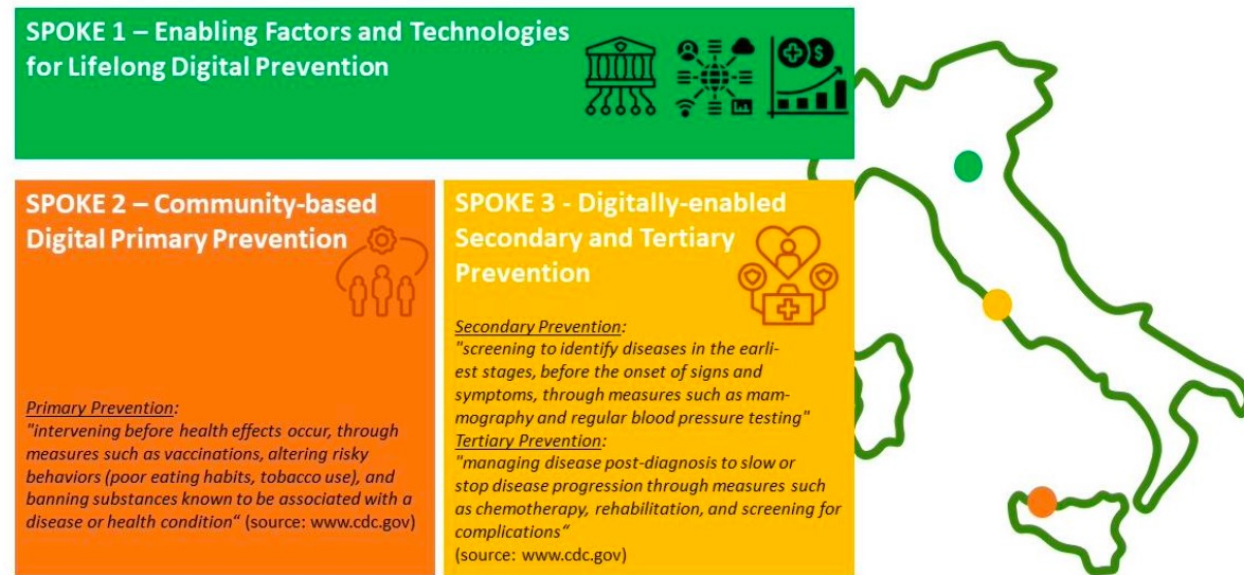 SPOKE 1 – Enabling Factors and Technologies
for Lifelong Digital Prevention
$
SPOKE 2 – Community-based
Digital Primary Prevention
Primary Prevention:
"intervening before health effects occur, through
measures such as vaccinations, altering risky
behaviors (poor eating habits, tobacco use), and
banning substances known to be associated with a
disease or health condition“ (source: www.cdc.gov)
SPOKE 3 - Digitally-enabled
Secondary and Tertiary
Prevention
Secondary Prevention:
"screening to identify diseases in the earli-
est stages, before the onset of signs and
symptoms, through measures such as mam-
mography and regular blood pressure testing"
Tertiary Prevention:
"managing disease post-diagnosis to slow or
stop disease progression through measures such
as chemotherapy, rehabilitation, and screening for
complications“
(source: www.cdc.gov)